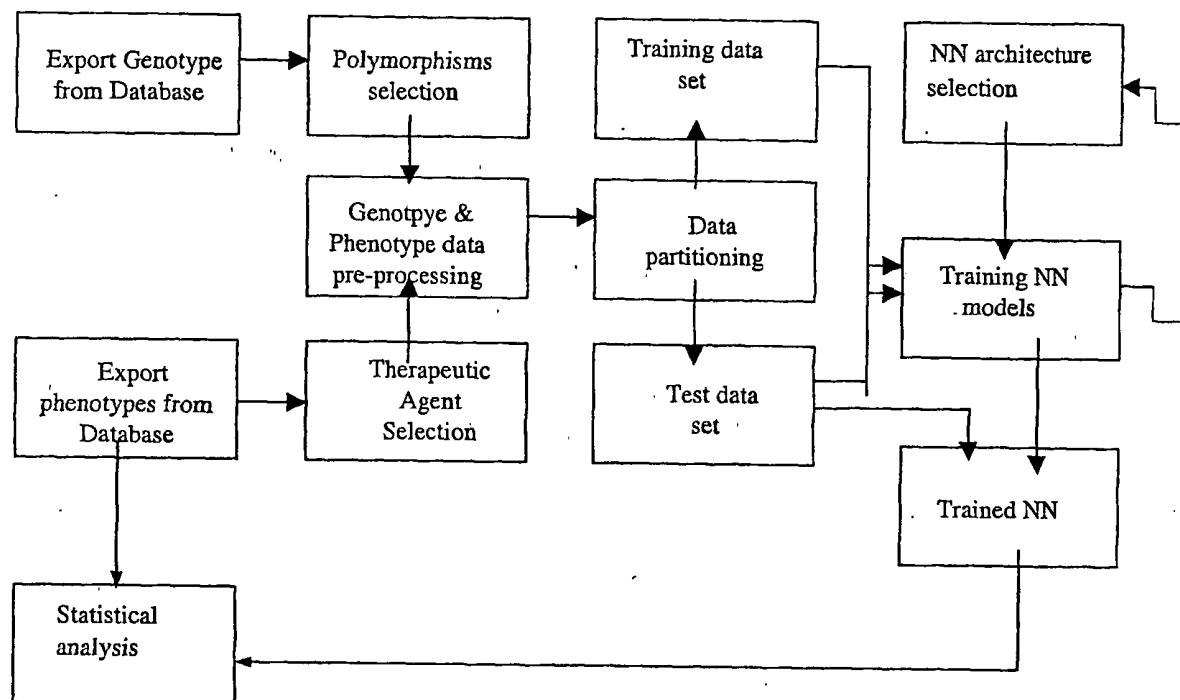 Export Genotype
from Database
Polymorphisms
selection
Training data
set
NN architecture
selection
Genotpye &
Phenotype data
pre-processing
Data
partitioning
Training NN
models
Export
phenotypes from
Database
Therapeutic
Agent
Selection
Test data
set
Trained NN
Statistical
analysis